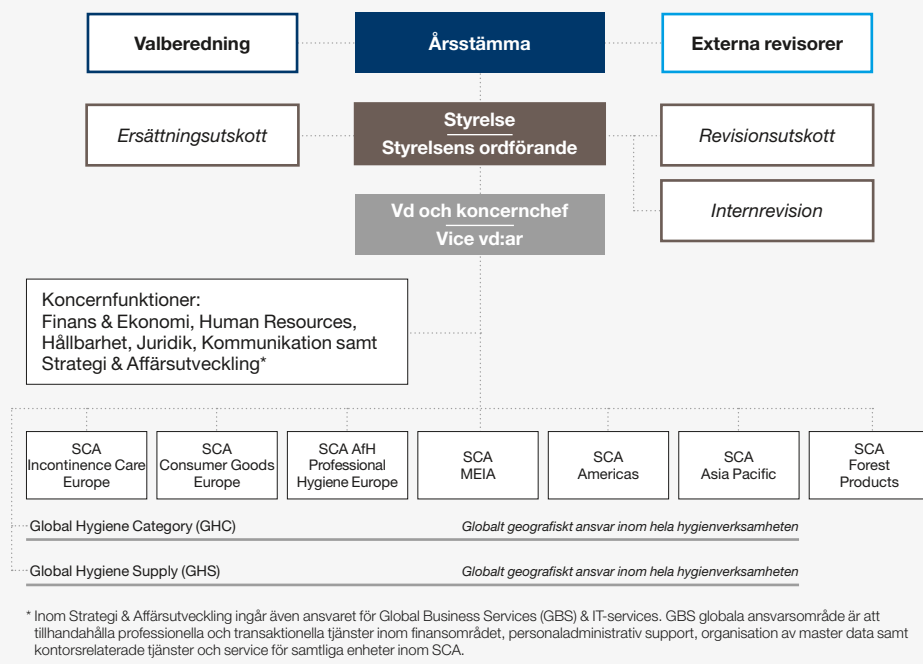 Valberedning
Årsstämma
Externa revisorer
Ersättningsutskott
Styrelse
Styrelsens ordförande
Revisionsutskott
Vd och koncernchef
Vice vd:ar
Internrevision
Koncernfunktioner:
Finans & Ekonomi, Human Resources,
Hållbarhet, Juridik, Kommunikation samt
Strategi & Affärsutveckling*
SCA
Incontinence Care
Europe
SCA
Consumer Goods
Europe
SCA AfH
Professional
Hygiene Europe
SCA
MEIA
SCA
Americas
SCA
Asia Pacific
SCA
Forest
Products
Global Hygiene Category (GHC)
Globalt geografiskt ansvar inom hela hygienverksamheten
Global Hygiene Supply (GHS)
Globalt geografiskt ansvar inom hela hygienverksamheten
* Inom Strategi & Affärsutveckling ingår även ansvaret för Global Business Services (GBS) & IT-services. GBS globala ansvarsområde är att
tillhandahålla professionella och transaktionella tjänster inom finansområdet, personaladministrativ support, organisation av master data samt
kontorsrelaterade tjänster och service för samtliga enheter inom SCA.